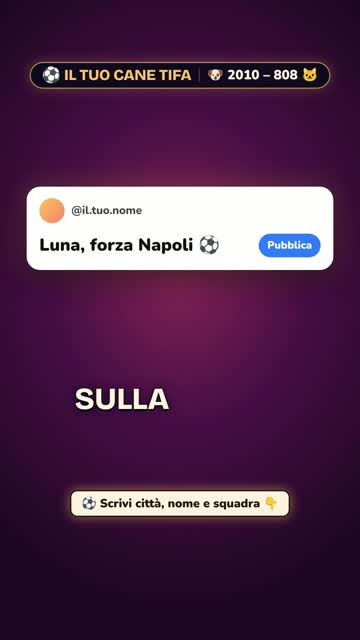 ⚽ IL TUO CANE TIFA | 🐶 2010 – 808 🐱
@il.tuo.nome
Luna, forza Napoli ⚽
Pubblica
SULLA
⚽ Scrivi città, nome e squadra 👇